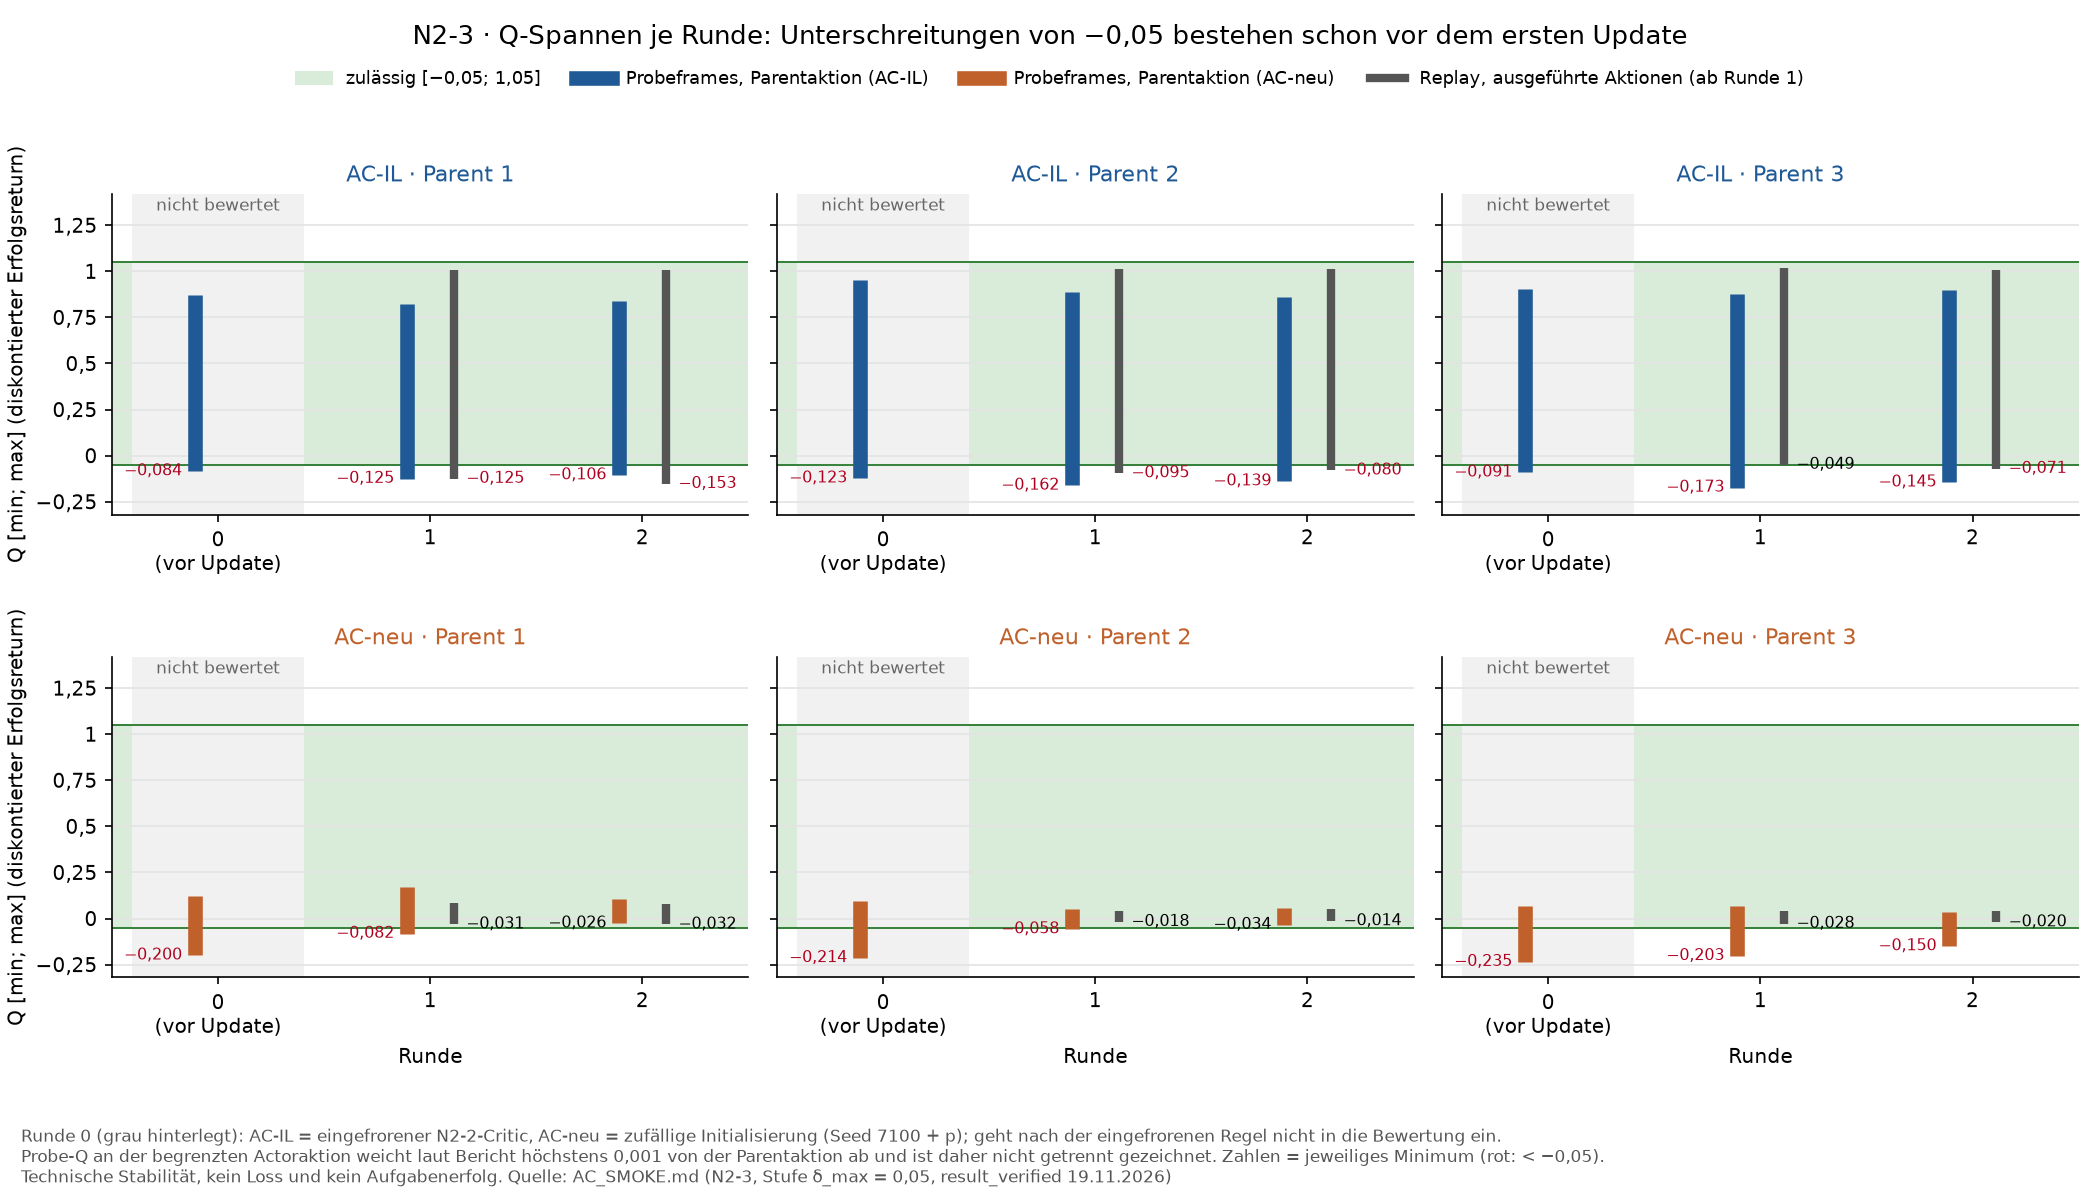 N2-3 · Q-Spannen je Runde: Unterschreitungen von −0,05 bestehen schon vor dem ersten Update
zulässig [−0,05; 1,05]
Probeframes, Parentaktion (AC-IL)
Probeframes, Parentaktion (AC-neu)
Replay, ausgeführte Aktionen (ab Runde 1)
Q [min; max] (diskontierter Erfolgsreturn)
AC-IL · Parent 1
nicht bewertet
1,25
1
0,75
0,5
0,25
0
−0,25
−0,084
−0,125
−0,125
−0,106
−0,153
0
(vor Update)
1
2
AC-IL · Parent 2
nicht bewertet
−0,123
−0,162
−0,095
−0,139
−0,080
0
(vor Update)
1
2
AC-IL · Parent 3
nicht bewertet
−0,091
−0,173
−0,049
−0,145
−0,071
0
(vor Update)
1
2
Q [min; max] (diskontierter Erfolgsreturn)
AC-neu · Parent 1
nicht bewertet
1,25
1
0,75
0,5
0,25
0
−0,25
−0,200
−0,082
−0,031
−0,026
−0,032
0
(vor Update)
1
2
Runde
AC-neu · Parent 2
nicht bewertet
−0,214
−0,058
−0,018
−0,034
−0,014
0
(vor Update)
1
2
Runde
AC-neu · Parent 3
nicht bewertet
−0,235
−0,203
−0,028
−0,150
−0,020
0
(vor Update)
1
2
Runde
Runde 0 (grau hinterlegt): AC-IL = eingefrorener N2-2-Critic, AC-neu = zufällige Initialisierung (Seed 7100 + p); geht nach der eingefrorenen Regel nicht in die Bewertung ein.
Probe-Q an der begrenzten Actoraktion weicht laut Bericht höchstens 0,001 von der Parentaktion ab und ist daher nicht getrennt gezeichnet. Zahlen = jeweiliges Minimum (rot: < −0,05).
Technische Stabilität, kein Loss und kein Aufgabenerfolg. Quelle: AC_SMOKE.md (N2-3, Stufe δ_max = 0,05, result_verified 19.11.2026)